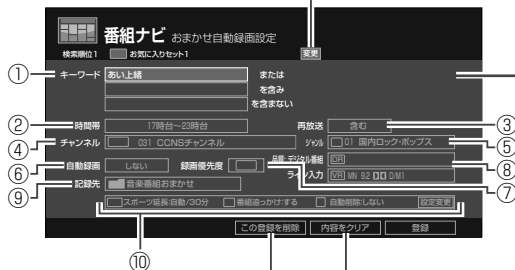 番組ナビ おまかせ自動録画設定
検索順位1 お気に入りセット1 変更
① キーワード あい上緒 または
を含み
を含まない
② 時間帯 17時台～23時台 再放送 含む ③
④ チャンネル 031 CCNSチャンネル ジャンル 01 国内ロック・ポップス ⑤
⑥ 自動録画 しない 録画優先度 ⑦ 品質: デジタル番組 DR ⑧
ライン入力 VR MN 9.2 DD D/M1
⑨ 記録先 音楽番組おまかせ
スポーツ延長:自動/30分 番組追っかけ:する 自動削除:しない 設定変更
⑩
この登録を削除 内容をクリア 登録